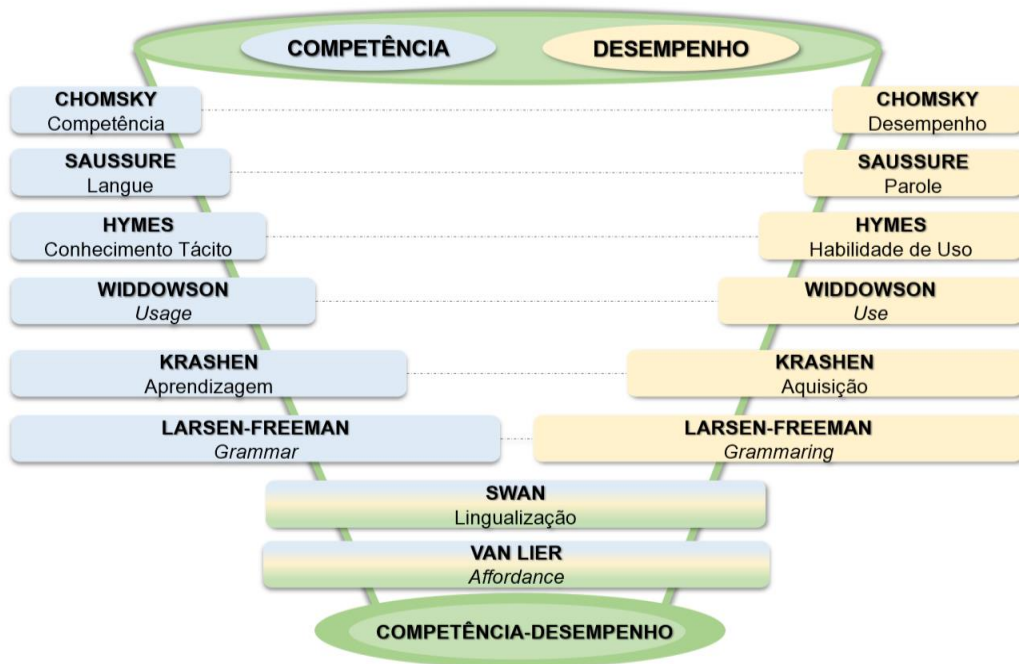 COMPETÊNCIA
DESEMPENHO
CHOMSKY
Competência
CHOMSKY
Desempenho
SAUSSURE
Langue
SAUSSURE
Parole
HYMES
Conhecimento Tácito
HYMES
Habilidade de Uso
WIDDOWSON
Usage
WIDDOWSON
Use
KRASHEN
Aprendizagem
KRASHEN
Aquisição
LARSEN-FREEMAN
Grammar
LARSEN-FREEMAN
Grammaring
SWAN
Lingualização
VAN LIER
Affordance
COMPETÊNCIA-DESEMPENHO